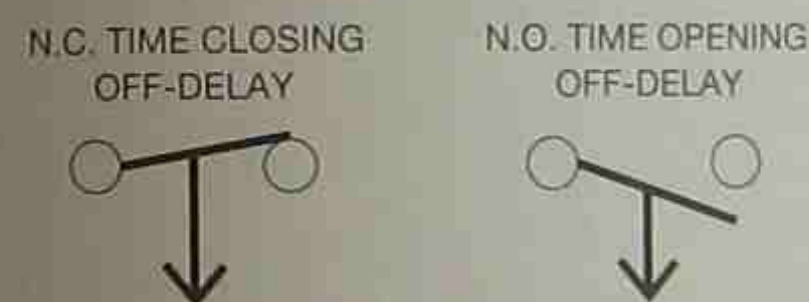 N.C. TIME CLOSING
OFF-DELAY
N.O. TIME OPENING
OFF-DELAY